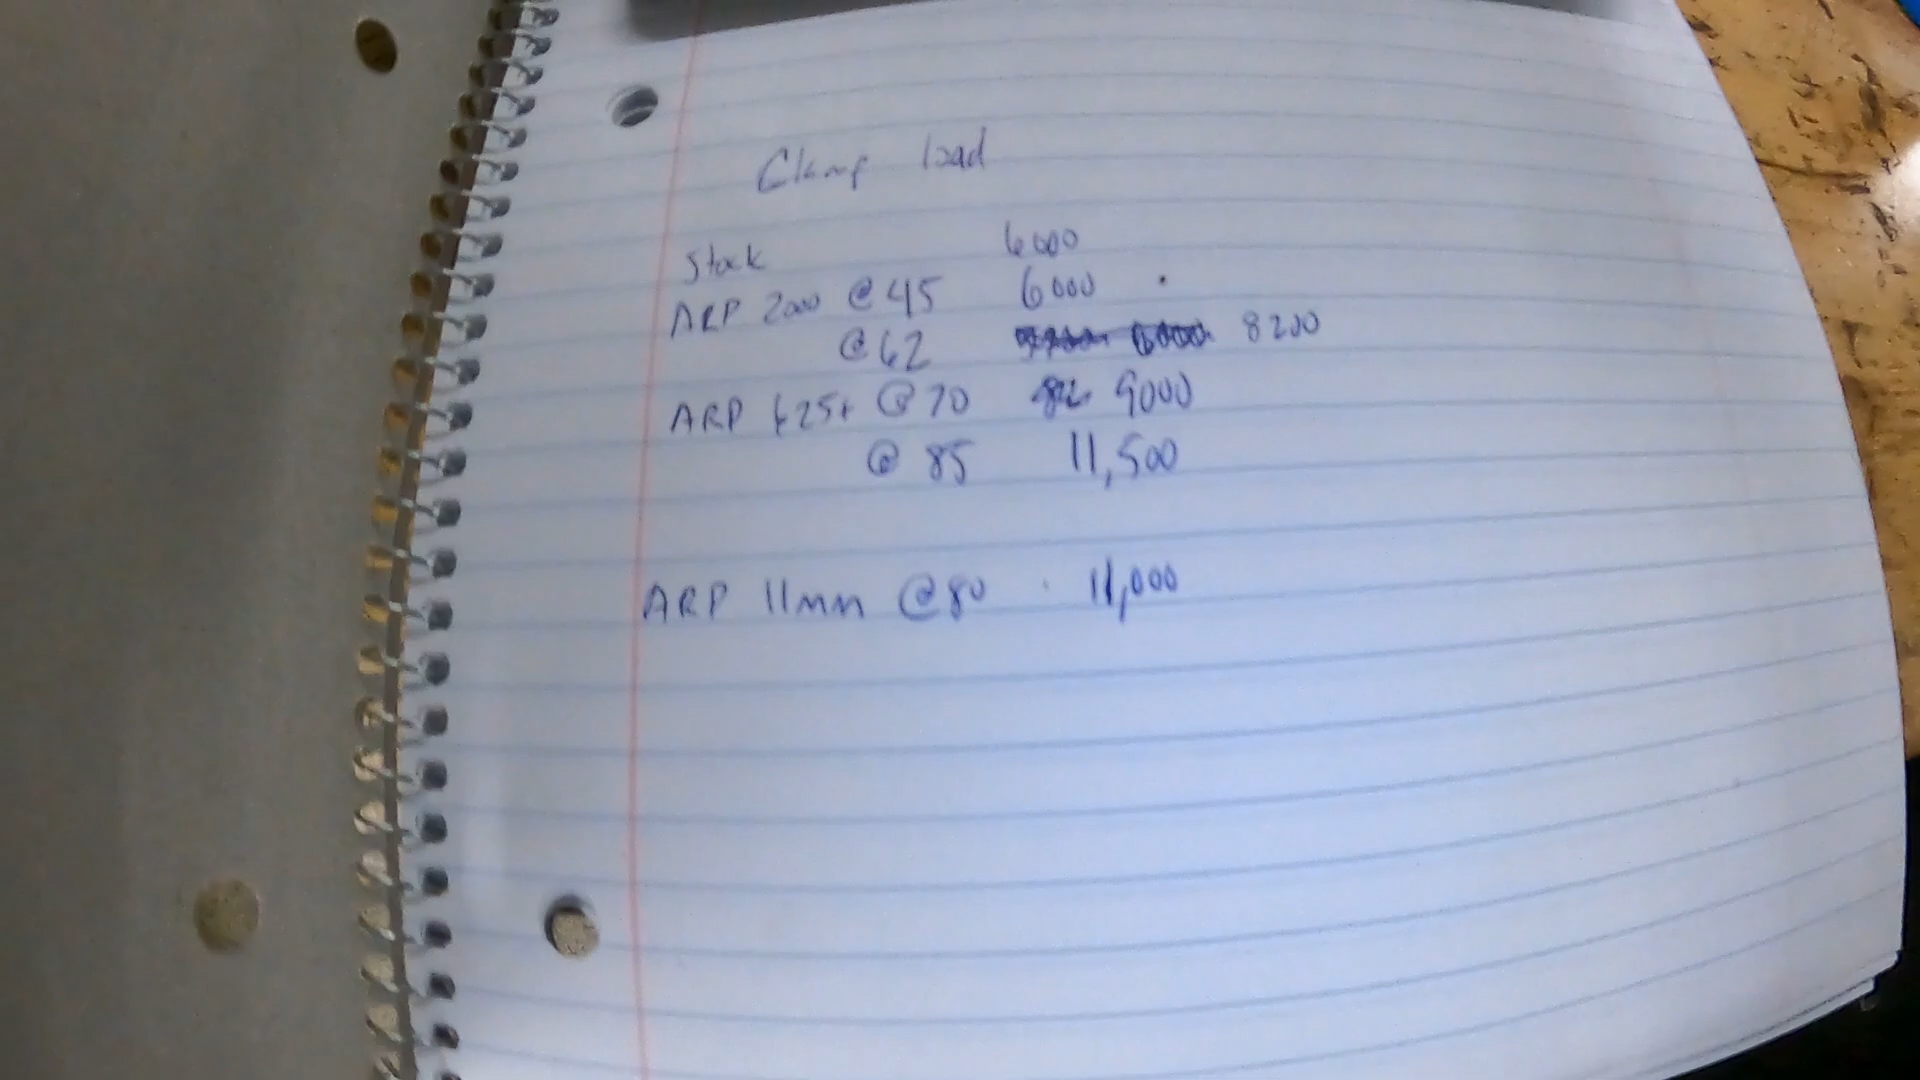 Clamp load
Stock 6000
ARP 2000 @ 45 6000
@ 62 8200
ARP 625+ @ 70 9000
@ 85 11,500
ARP 11mm @ 80 11,000